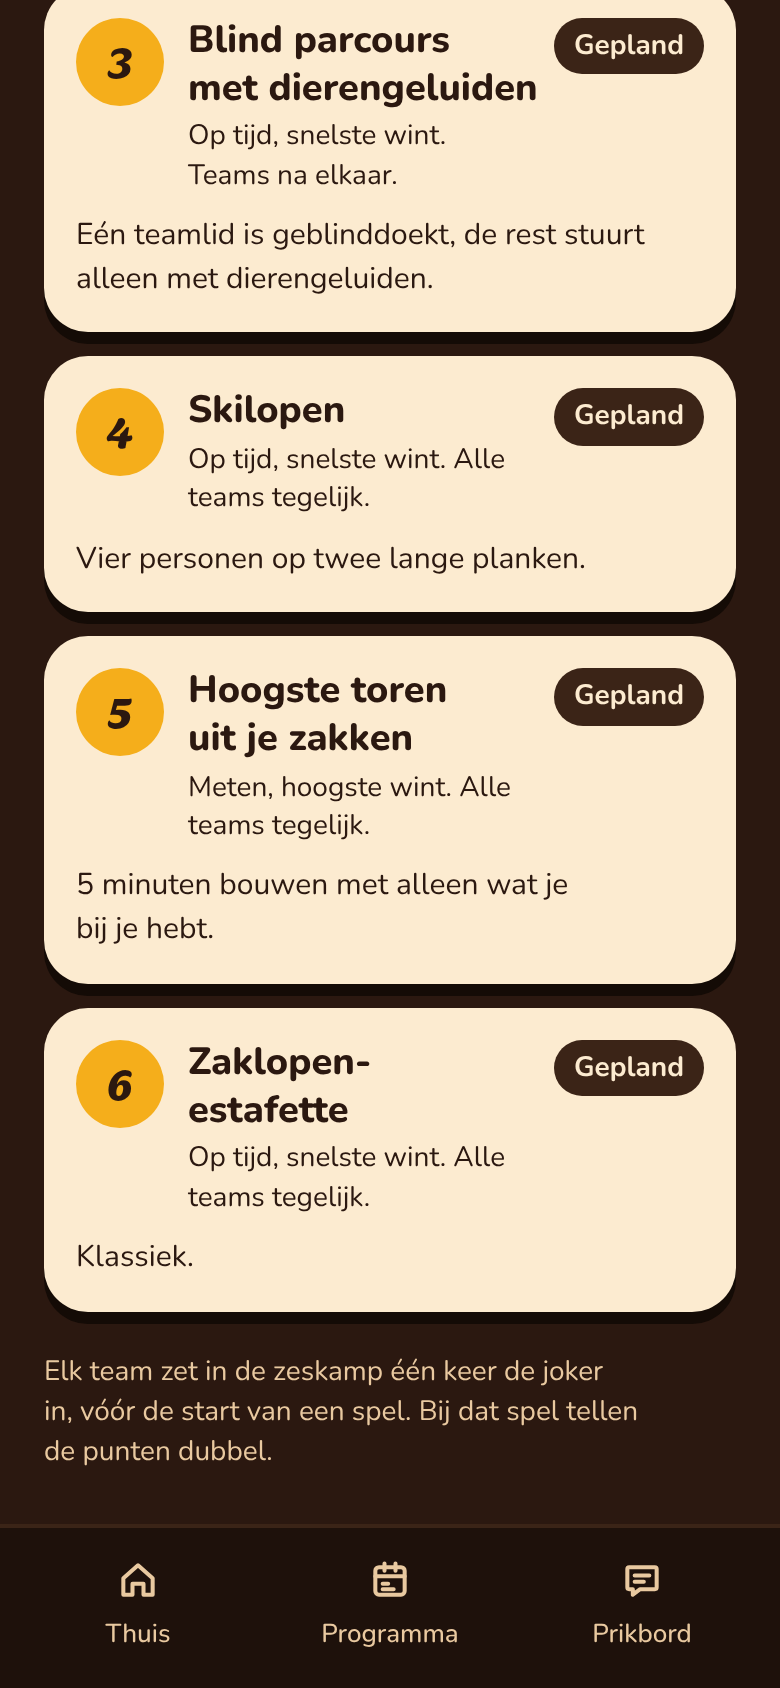 3
Blind parcours
met dierengeluiden
Gepland
Op tijd, snelste wint.
Teams na elkaar.
Eén teamlid is geblinddoekt, de rest stuurt
alleen met dierengeluiden.
4
Skilopen
Gepland
Op tijd, snelste wint. Alle
teams tegelijk.
Vier personen op twee lange planken.
5
Hoogste toren
uit je zakken
Gepland
Meten, hoogste wint. Alle
teams tegelijk.
5 minuten bouwen met alleen wat je
bij je hebt.
6
Zaklopen-
estafette
Gepland
Op tijd, snelste wint. Alle
teams tegelijk.
Klassiek.
Elk team zet in de zeskamp één keer de joker
in, vóór de start van een spel. Bij dat spel tellen
de punten dubbel.
Thuis
Programma
Prikbord